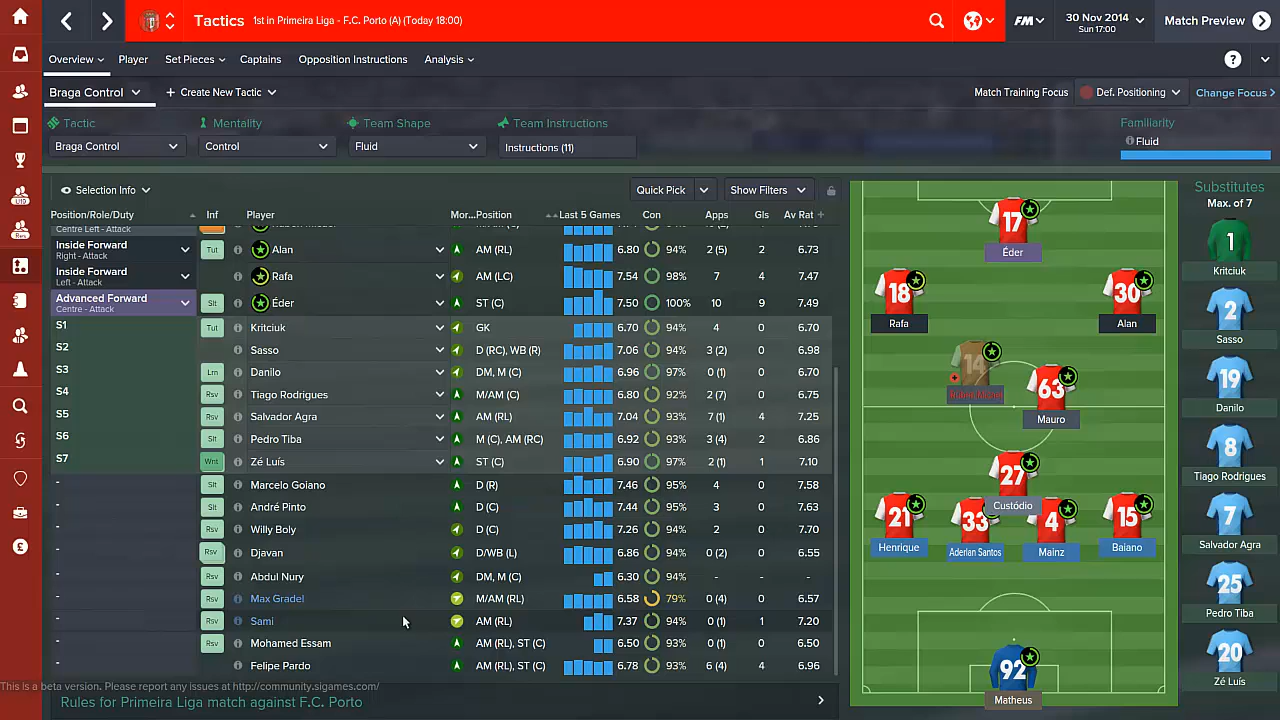 Tactics 1st in Primeira Liga - F.C. Porto (A) (Today 18:00) FM 30 Nov 2014 Sun 17:00 Match Preview
Overview Player Set Pieces Captains Opposition Instructions Analysis ?
Braga Control + Create New Tactic Match Training Focus Def. Positioning Change Focus
Tactic Mentality Team Shape Team Instructions Familiarity
Braga Control Control Fluid Instructions (11) Fluid
Selection Info Quick Pick Show Filters Substitutes
Max. of 7
Position/Role/Duty Inf Player Mor... Position Last 5 Games Con Apps Gls Av Rat
Centre Left - Attack
Inside Forward Right - Attack Tut Alan AM (RL) 6.80 94% 2 (5) 2 6.73
Inside Forward Left - Attack Rafa AM (LC) 7.54 98% 7 4 7.47
Advanced Forward Centre - Attack Slt Éder ST (C) 7.50 100% 10 9 7.49
S1 Tut Kritciuk GK 6.70 94% 4 0 6.70
S2 Sasso D (RC), WB (R) 7.06 94% 3 (2) 0 6.98
S3 Lrn Danilo DM, M (C) 6.96 97% 0 (1) 0 6.70
S4 Rsv Tiago Rodrigues M/AM (C) 6.80 92% 2 (7) 0 6.75
S5 Rsv Salvador Agra AM (RL) 7.04 93% 7 (1) 4 7.25
S6 Slt Pedro Tiba M (C), AM (RC) 6.92 93% 3 (4) 2 6.86
S7 Wnt Zé Luís ST (C) 6.90 97% 2 (1) 1 7.10
- Slt Marcelo Goiano D (R) 7.46 95% 4 0 7.58
- Slt André Pinto D (C) 7.44 95% 3 0 7.63
- Rsv Willy Boly D (C) 7.25 94% 2 0 7.70
- Rsv Djavan D/WB (L) 6.86 94% 0 (2) 0 6.55
- Rsv Abdul Nury DM, M (C) 6.30 94% - - -
- Rsv Max Gradel M/AM (RL) 6.58 79% 0 (4) 0 6.57
- Rsv Sami AM (RL) 7.37 94% 0 (1) 1 7.20
- Rsv Mohamed Essam AM (RL), ST (C) 6.50 93% 0 (1) 0 6.50
- Felipe Pardo AM (RL), ST (C) 6.78 93% 6 (4) 4 6.96
This is a beta version. Please report any issues at http://community.sigames.com/
Rules for Primeira Liga match against F.C. Porto
17
Éder
18 30
Rafa Alan
14 63
Mauro
27
Custódio
21 33 4 15
Henrique Aderlan Santos Mainz Baiano
92
Matheus
1
Kritciuk
2
Sasso
19
Danilo
8
Tiago Rodrigues
7
Salvador Agra
25
Pedro Tiba
20
Zé Luís